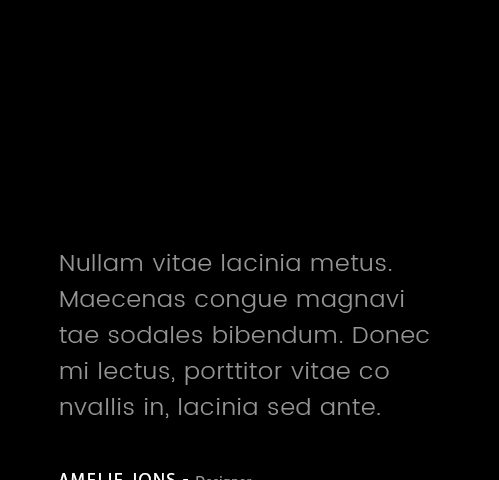 Nullam vitae lacinia metus.
Maecenas congue magnavi
tae sodales bibendum. Donec
mi lectus, porttitor vitae co
nvallis in, lacinia sed ante.
AMELIE JONS - Designer